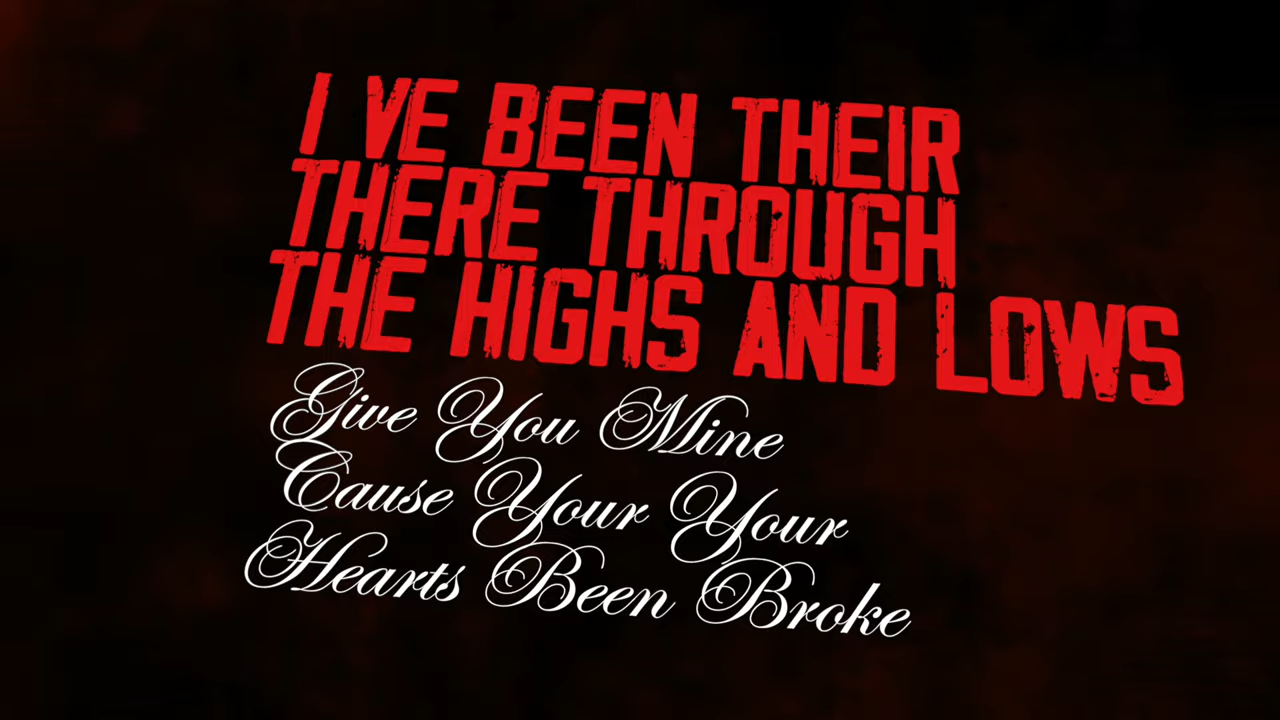 I VE BEEN THEIR
THERE THROUGH
THE HIGHS AND LOWS
Give You Mine
Cause Your Your
Hearts Been Broke